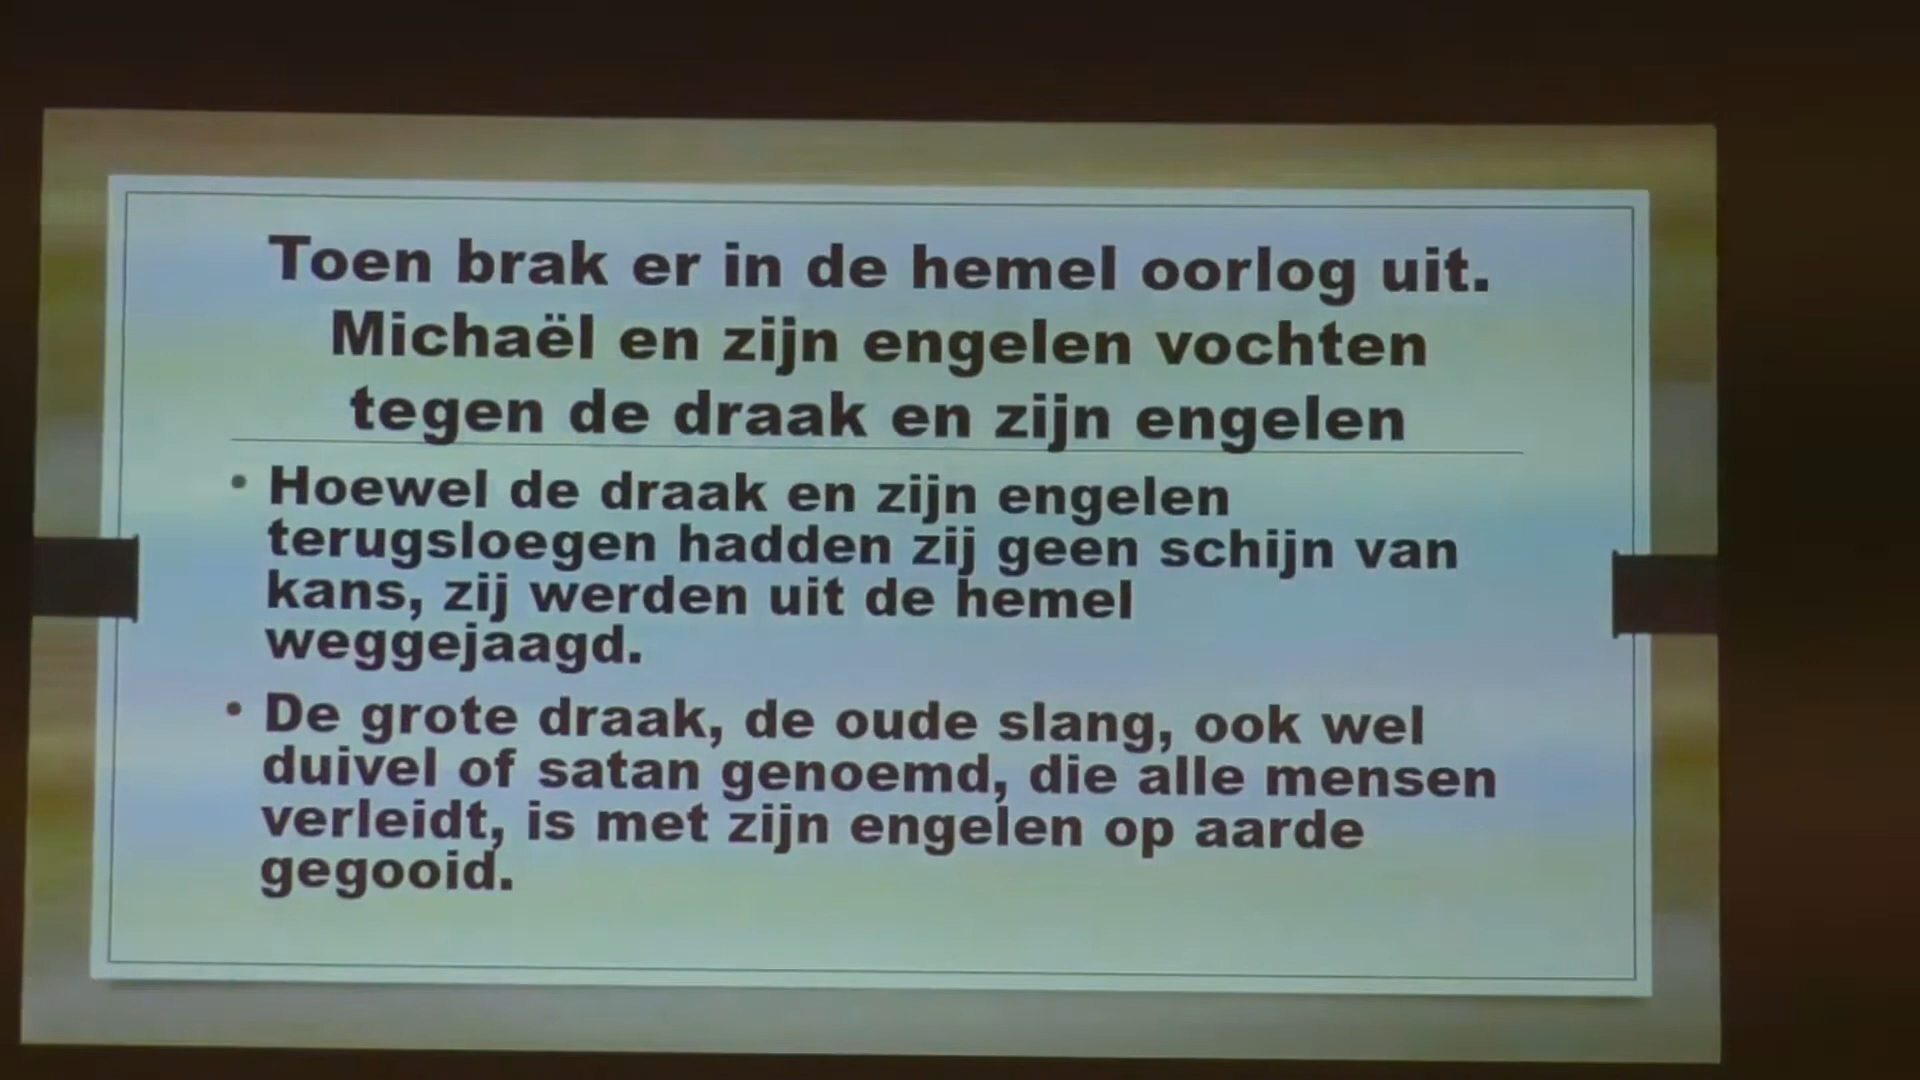 Toen brak er in de hemel oorlog uit.
Michaël en zijn engelen vochten
tegen de draak en zijn engelen
• Hoewel de draak en zijn engelen
terugsloegen hadden zij geen schijn van
kans, zij werden uit de hemel
weggejaagd.
• De grote draak, de oude slang, ook wel
duivel of satan genoemd, die alle mensen
verleidt, is met zijn engelen op aarde
gegooid.